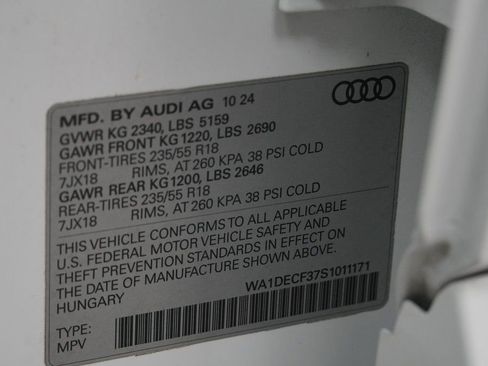 MFD. BY AUDI AG 10 24
GVWR KG 2340, LBS 5159
GAWR FRONT KG 1220, LBS 2690
FRONT-TIRES 235/55 R18
7JX18 RIMS, AT 260 KPA 38 PSI COLD
GAWR REAR KG 1200, LBS 2646
REAR-TIRES 235/55 R18
7JX18 RIMS, AT 260 KPA 38 PSI COLD
THIS VEHICLE CONFORMS TO ALL APPLICABLE
U.S. FEDERAL MOTOR VEHICLE SAFETY AND
THEFT PREVENTION STANDARDS IN EFFECT ON
THE DATE OF MANUFACTURE SHOWN ABOVE.
HUNGARY WA1DECF37S1011171
TYPE:
MPV